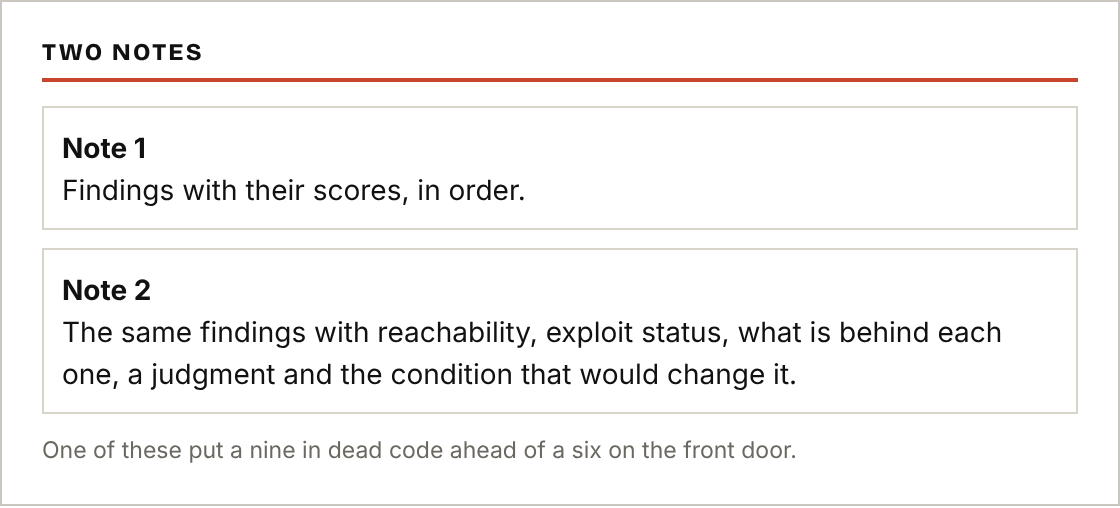 TWO NOTES
Note 1
Findings with their scores, in order.
Note 2
The same findings with reachability, exploit status, what is behind each
one, a judgment and the condition that would change it.
One of these put a nine in dead code ahead of a six on the front door.